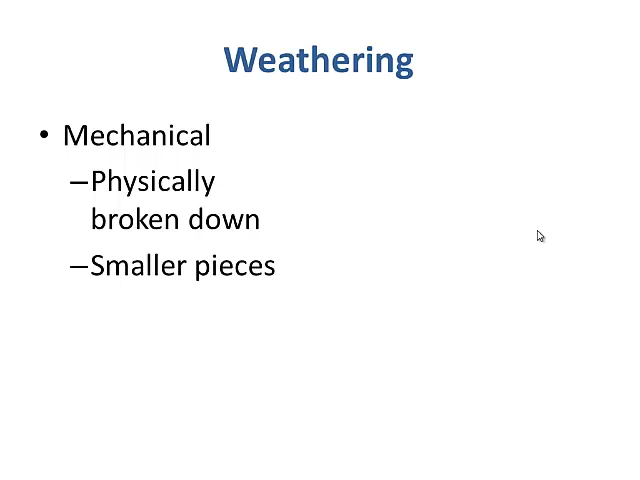 Weathering
• Mechanical
–Physically
broken down
–Smaller pieces